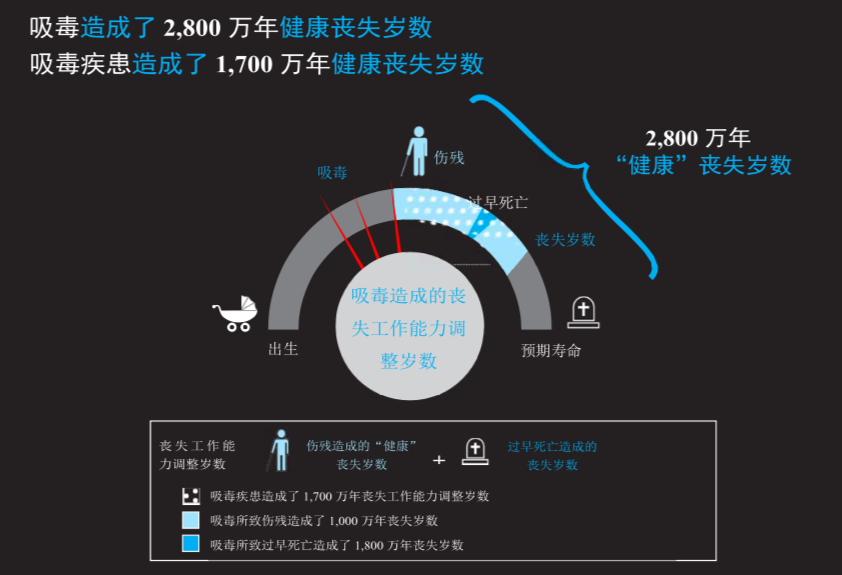 吸毒造成了 2,800 万年健康丧失岁数
吸毒疾患造成了 1,700 万年健康丧失岁数
2,800 万年
“健康”丧失岁数
伤残
吸毒
过早死亡
丧失岁数
吸毒造成的丧
失工作能力调
整岁数
出生
预期寿命
丧失工作能
力调整岁数
伤残造成的“健康”
丧失岁数
+
过早死亡造成的
丧失岁数
吸毒疾患造成了 1,700 万年丧失工作能力调整岁数
吸毒所致伤残造成了 1,000 万年丧失岁数
吸毒所致过早死亡造成了 1,800 万年丧失岁数